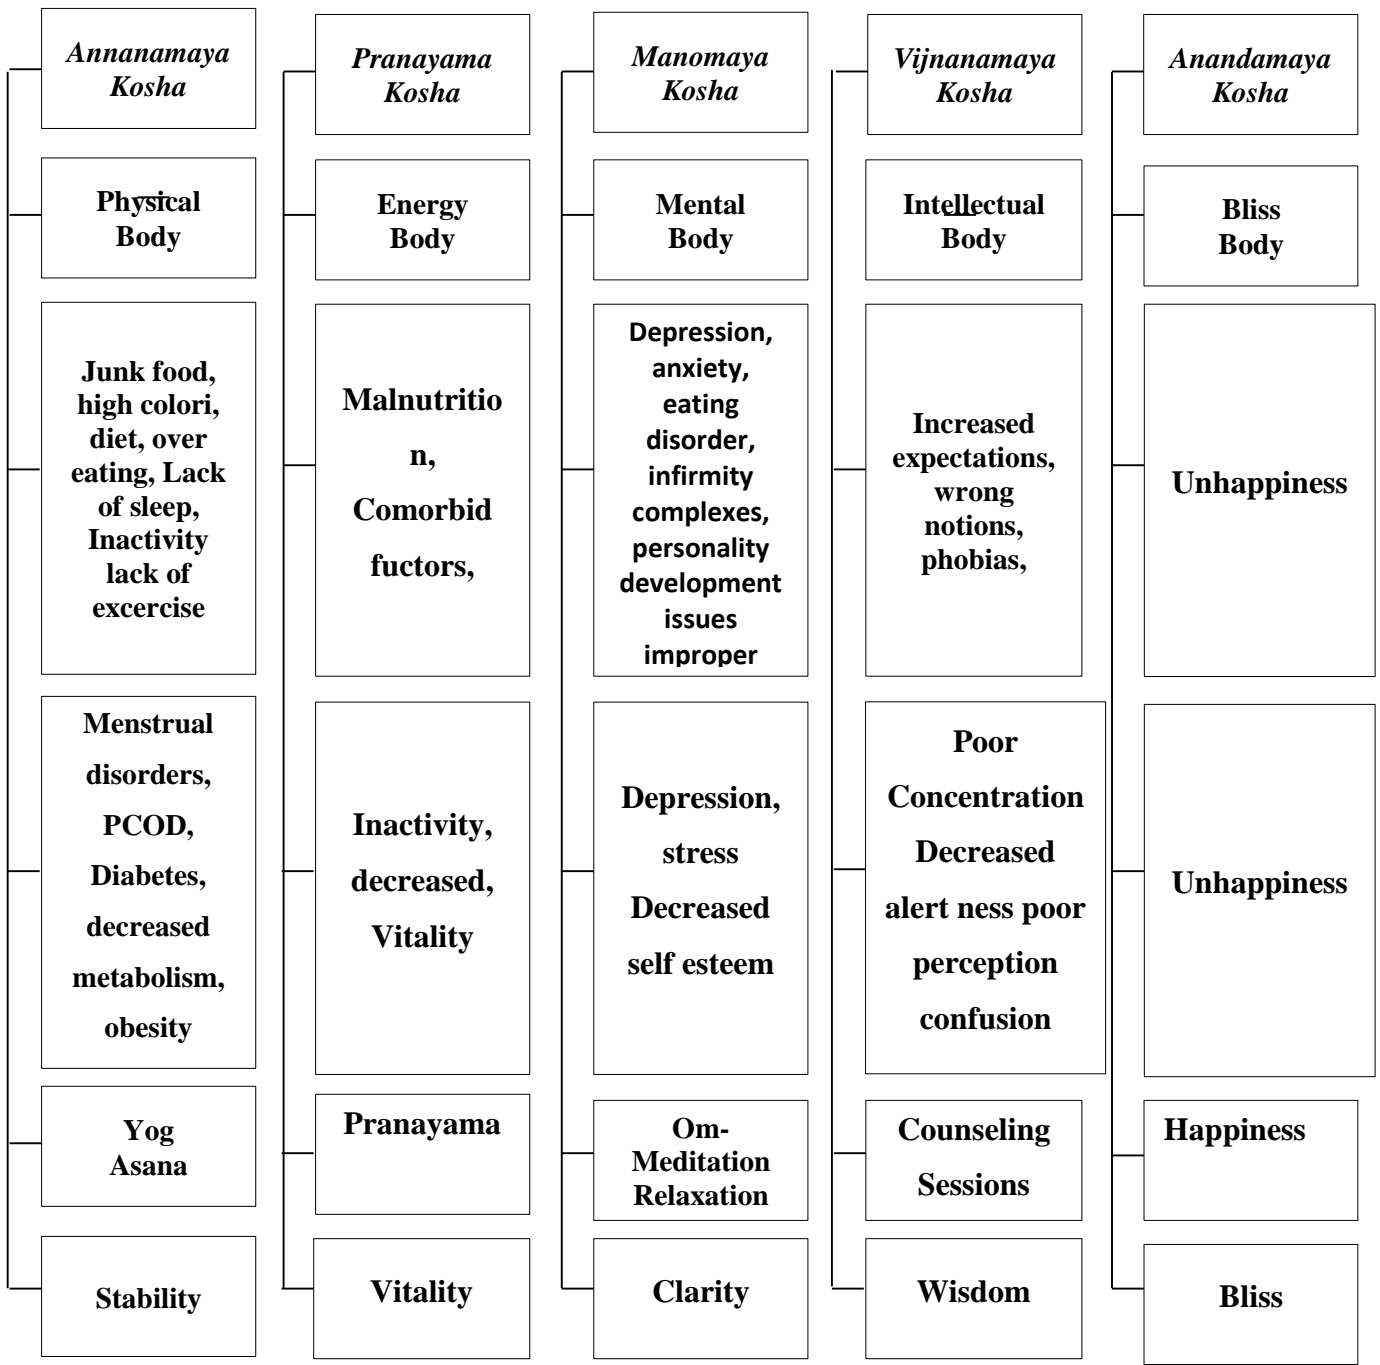 Annanamaya
Kosha
Physical
Body
Junk food,
high colori,
diet, over
eating, Lack
of sleep,
Inactivity
lack of
excercise
Menstrual
disorders,
PCOD,
Diabetes,
decreased
metabolism,
obesity
Yog
Asana
Stability
Pranayama
Kosha
Energy
Body
Malnutritio
n,
Comorbid
fuctors,
Inactivity,
decreased,
Vitality
Pranayama
Vitality
Manomaya
Kosha
Mental
Body
Depression,
anxiety,
eating
disorder,
infirmity
complexes,
personality
development
issues
improper
Depression,
stress
Decreased
self esteem
Om-
Meditation
Relaxation
Clarity
Vijnanamaya
Kosha
Intellectual
Body
Increased
expectations,
wrong
notions,
phobias,
Poor
Concentration
Decreased
alert ness poor
perception
confusion
Counseling
Sessions
Wisdom
Anandamaya
Kosha
Bliss
Body
Unhappiness
Unhappiness
Happiness
Bliss